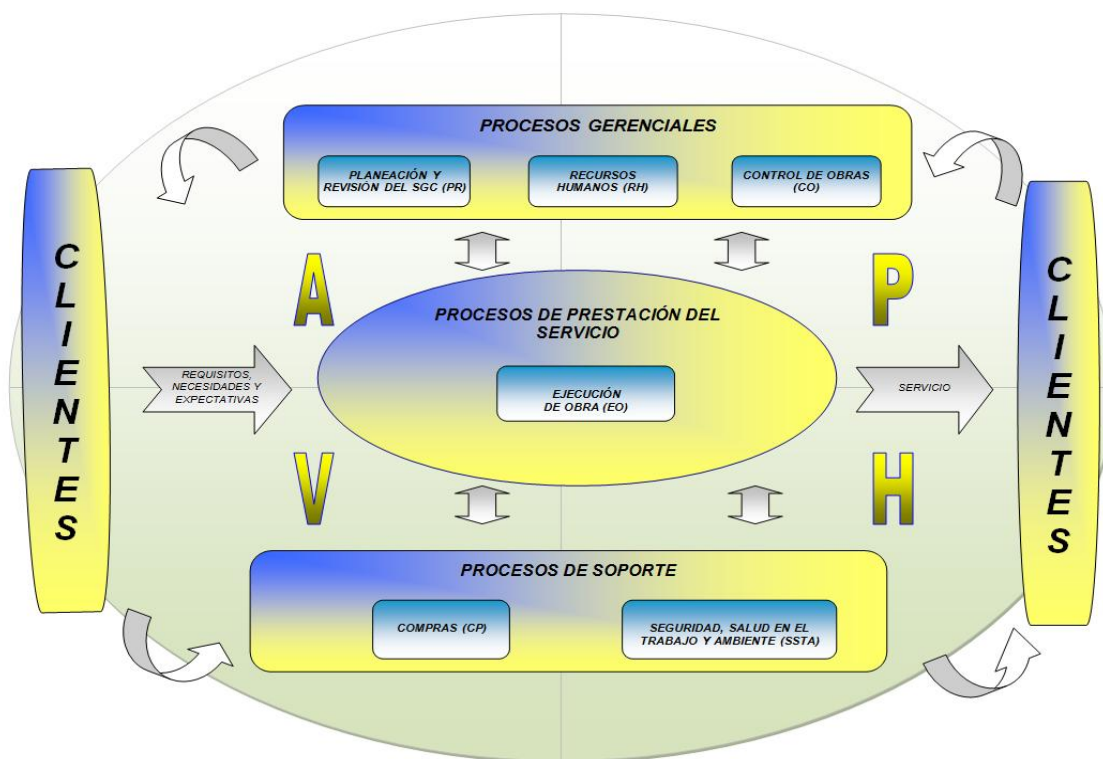 PROCESOS GERENCIALES
PLANEACIÓN Y
REVISIÓN DEL SGC (PR)
RECURSOS
HUMANOS (RH)
CONTROL DE OBRAS
(CO)
CLIENTES
A
P
PROCESOS DE PRESTACIÓN DEL
SERVICIO
REQUISITOS,
NECESIDADES Y
EXPECTATIVAS
EJECUCIÓN
DE OBRA (EO)
SERVICIO
CLIENTES
V
H
PROCESOS DE SOPORTE
COMPRAS (CP)
SEGURIDAD, SALUD EN EL
TRABAJO Y AMBIENTE (SSTA)